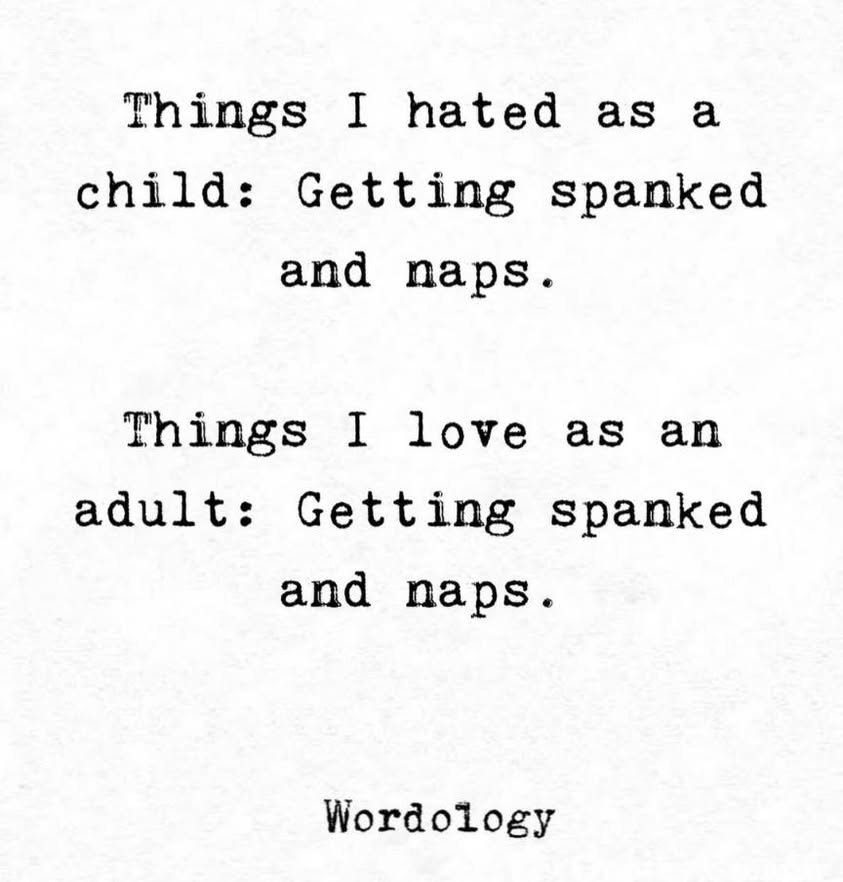 Things I hated as a
child: Getting spanked
and naps.
Things I love as an
adult: Getting spanked
and naps.
Wordology